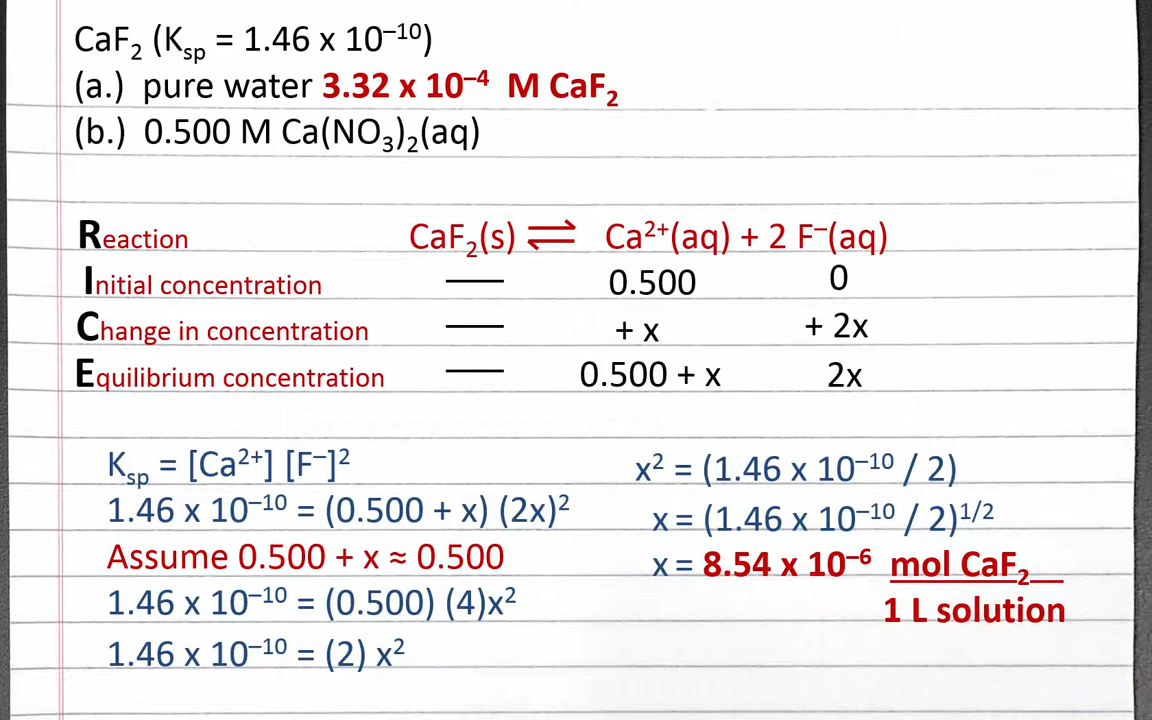 CaF₂ (Kₛₚ = 1.46 x 10⁻¹⁰)
(a.) pure water 3.32 x 10⁻⁴ M CaF₂
(b.) 0.500 M Ca(NO₃)₂(aq)
Reaction CaF₂(s) ⇌ Ca²⁺(aq) + 2 F⁻(aq)
Initial concentration — 0.500 0
Change in concentration — + x + 2x
Equilibrium concentration — 0.500 + x 2x
Kₛₚ = [Ca²⁺] [F⁻]²
1.46 x 10⁻¹⁰ = (0.500 + x) (2x)²
Assume 0.500 + x ≈ 0.500
1.46 x 10⁻¹⁰ = (0.500) (4)x²
1.46 x 10⁻¹⁰ = (2) x²
x² = (1.46 x 10⁻¹⁰ / 2)
x = (1.46 x 10⁻¹⁰ / 2)¹/²
x = 8.54 x 10⁻⁶ mol CaF₂
1 L solution